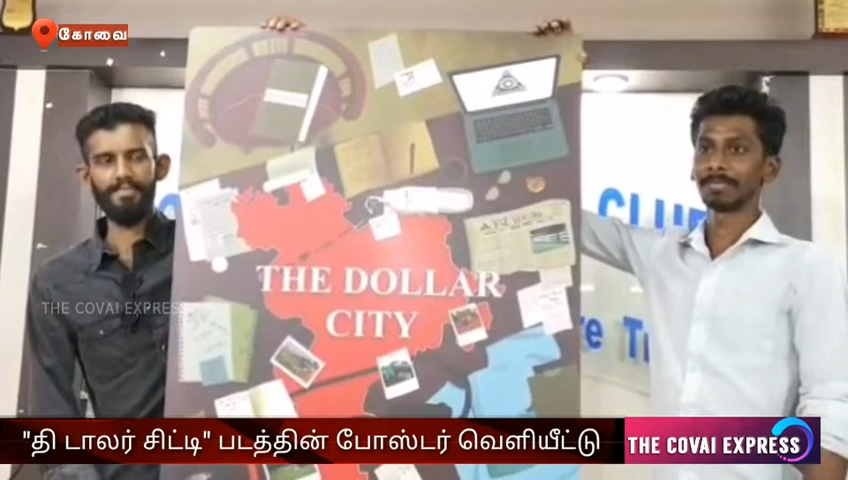 கோவை
THE DOLLAR
CITY
THE COVAI EXPRESS
"தி டாலர் சிட்டி" படத்தின் போஸ்டர் வெளியீட்டு
THE COVAI EXPRESS